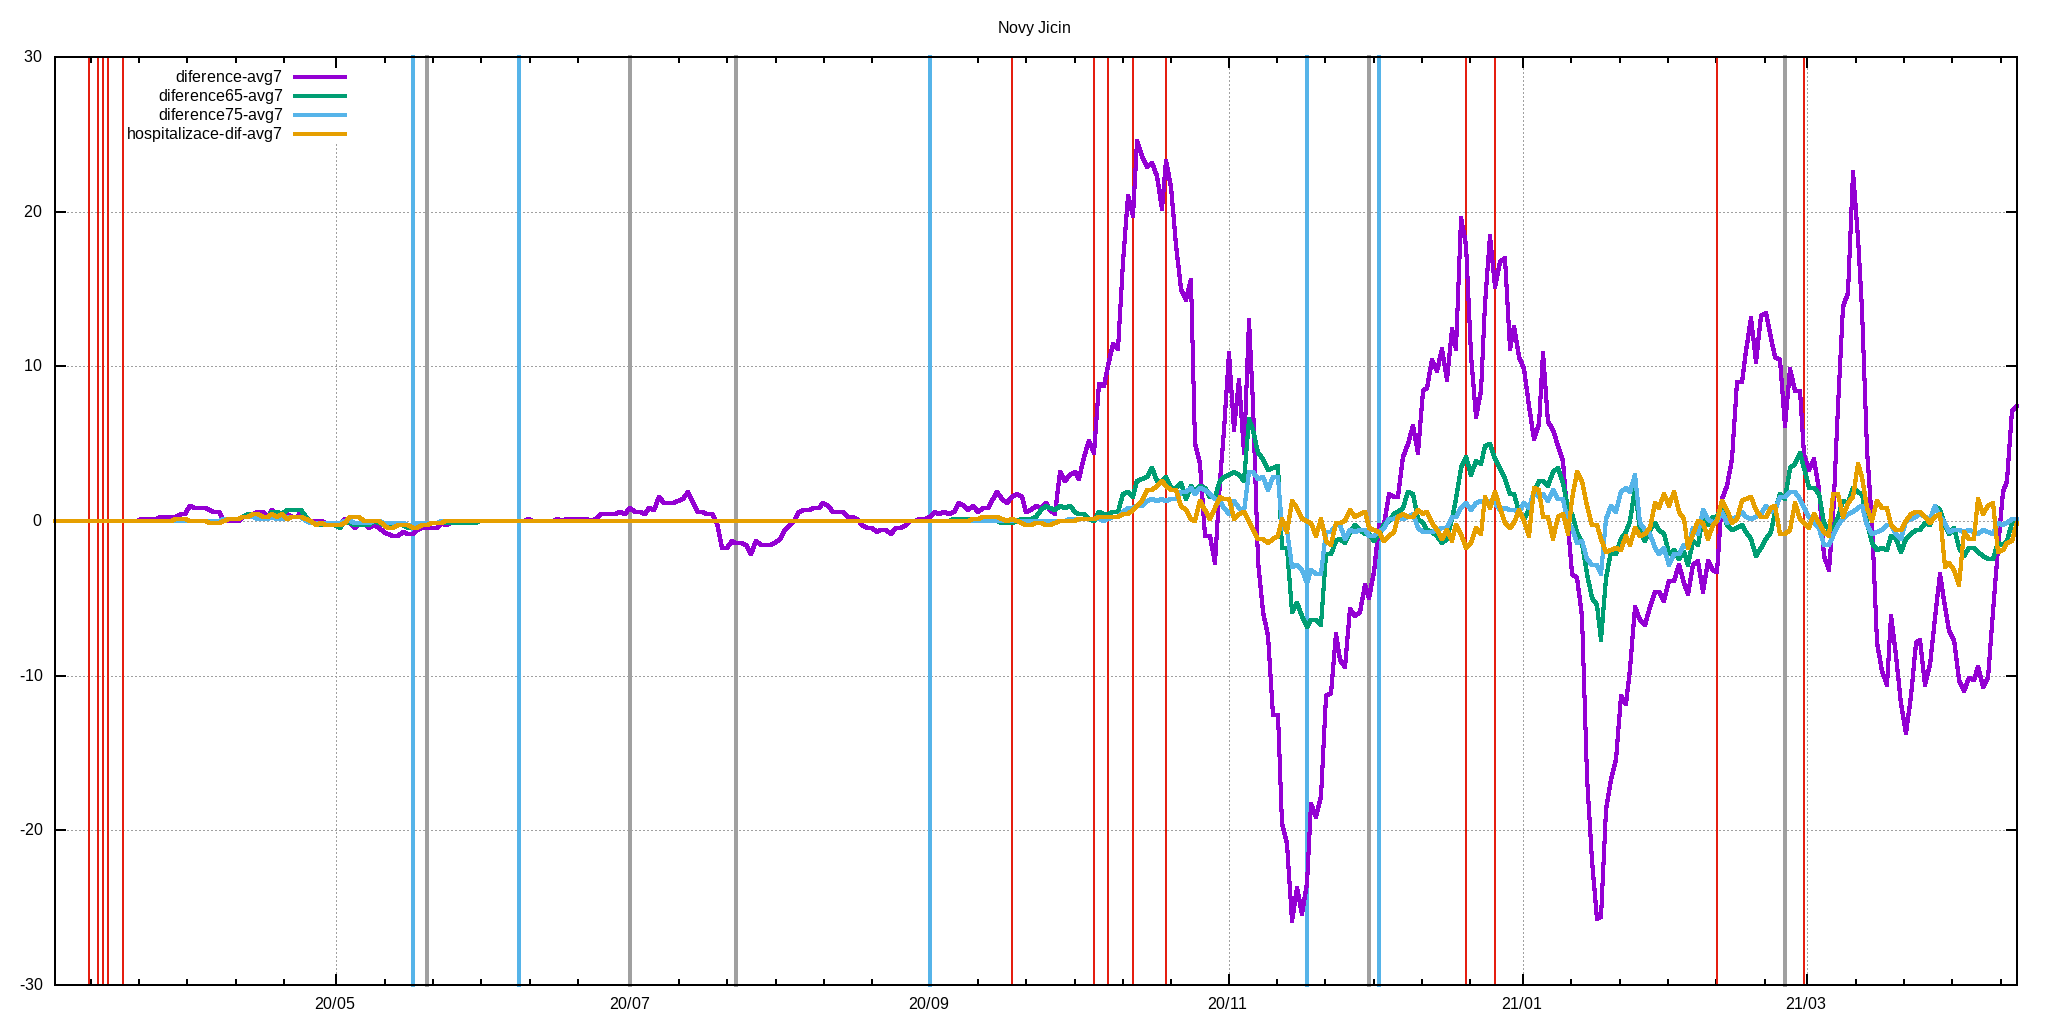 Novy Jicin
30
diference-avg7
diference65-avg7
diference75-avg7
hospitalizace-dif-avg7
20
10
0
-10
-20
-30
20/05 20/07 20/09 20/11 21/01 21/03